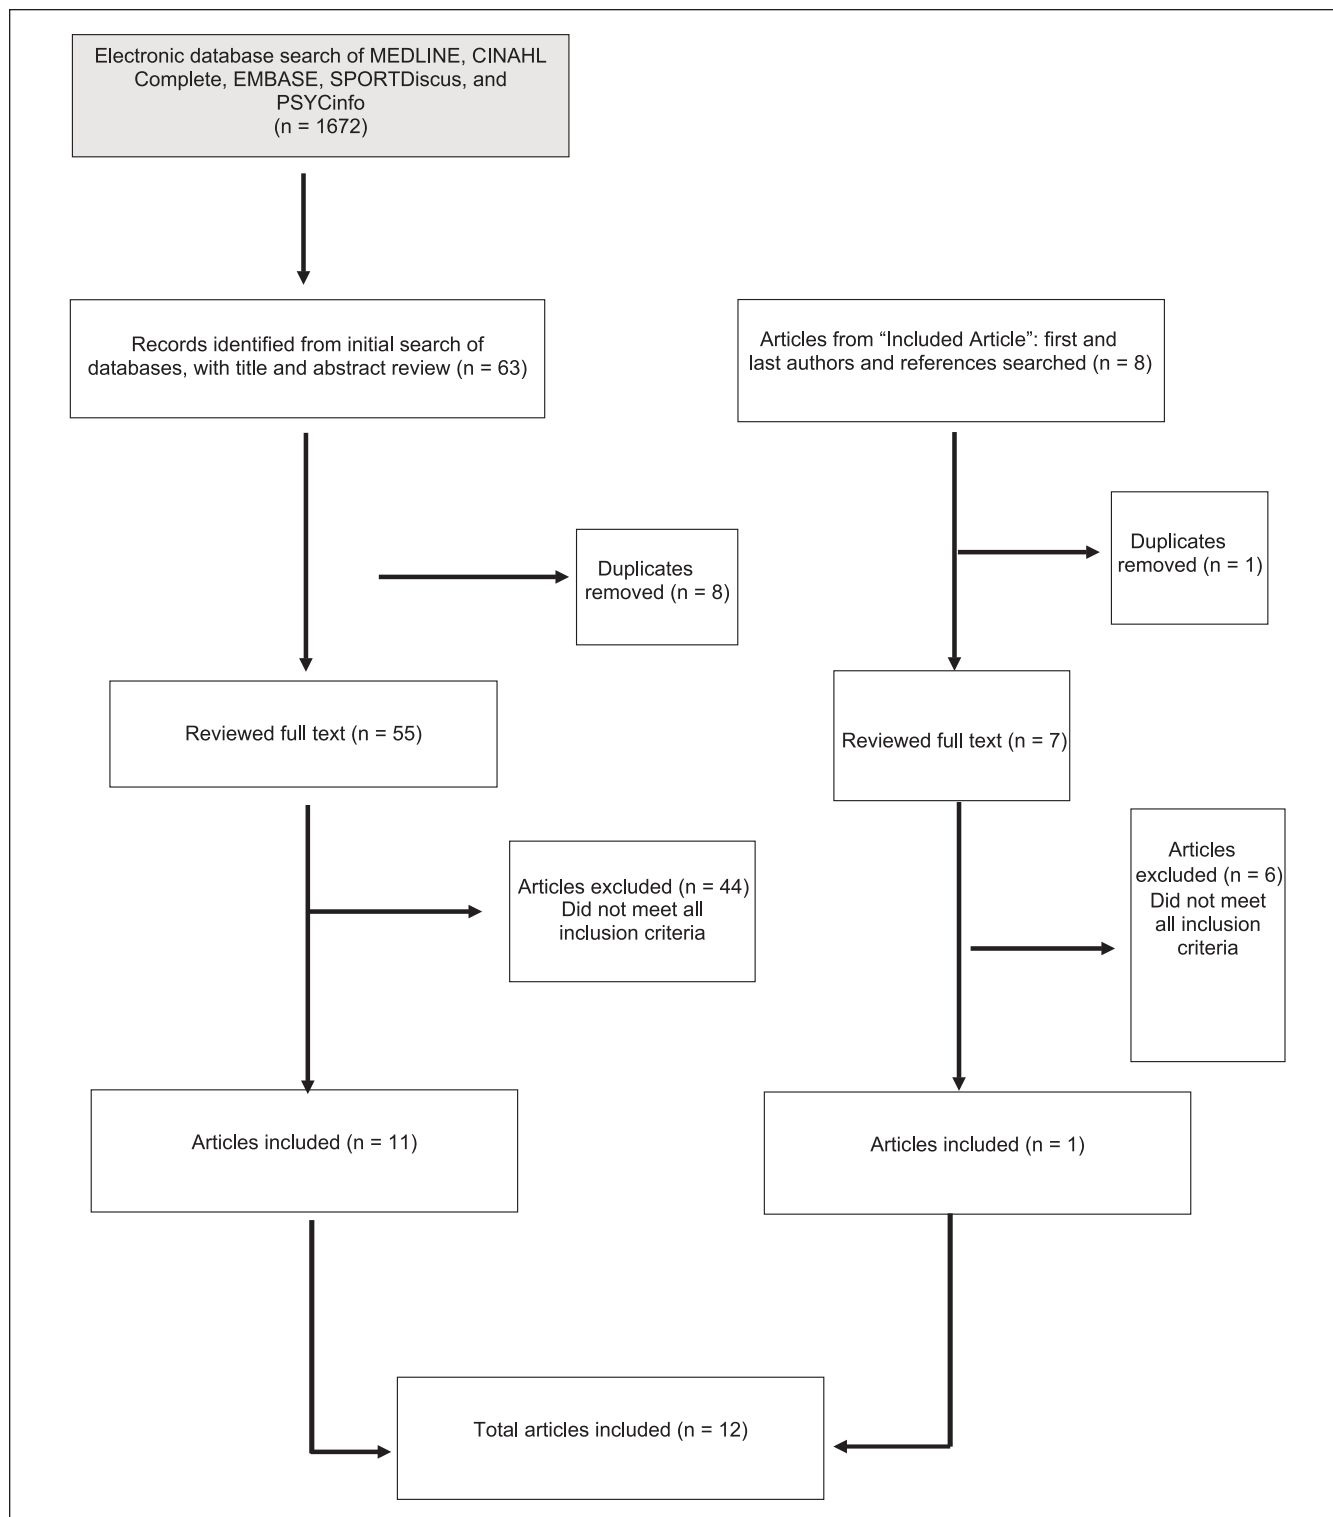 Electronic database search of MEDLINE, CINAHL
Complete, EMBASE, SPORTDiscus, and
PSYCinfo
(n = 1672)
Records identified from initial search of
databases, with title and abstract review (n = 63)
Articles from “Included Article”: first and
last authors and references searched (n = 8)
Duplicates
removed (n = 8)
Duplicates
removed (n = 1)
Reviewed full text (n = 55)
Reviewed full text (n = 7)
Articles excluded (n = 44)
Did not meet all
inclusion criteria
Articles
excluded (n = 6)
Did not meet
all inclusion
criteria
Articles included (n = 11)
Articles included (n = 1)
Total articles included (n = 12)